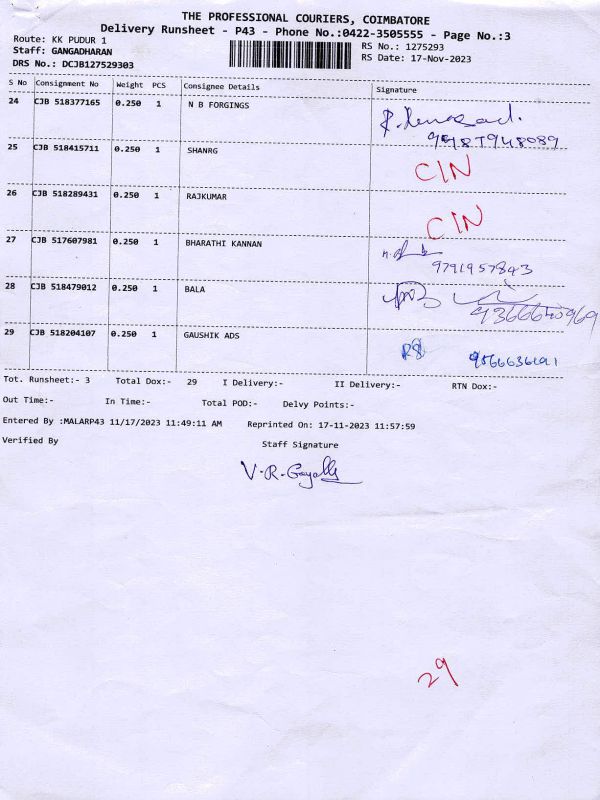 THE PROFESSIONAL COURIERS, COIMBATORE
Delivery Runsheet - P43 - Phone No.:0422-3505555 - Page No.:3
Route: KK PUDUR 1 RS No.: 1275293
Staff: GANGADHARAN RS Date: 17-Nov-2023
DRS No.: DCJB127529303
S No Consignment No Weight PCS Consignee Details Signature
24 CJB 518377165 0.250 1 N B FORGINGS
25 CJB 518415711 0.250 1 SHANRG CIN
26 CJB 518289431 0.250 1 RAJKUMAR CIN
27 CJB 517607981 0.250 1 BHARATHI KANNAN
9791957843
28 CJB 518479012 0.250 1 BALA
29 CJB 518204107 0.250 1 GAUSHIK ADS
Tot. Runsheet:- 3 Total Dox:- 29 I Delivery:- II Delivery:- RTN Dox:-
Out Time:- In Time:- Total POD:- Delvy Points:-
Entered By :MALARP43 11/17/2023 11:49:11 AM Reprinted On: 17-11-2023 11:57:59
Verified By Staff Signature
29